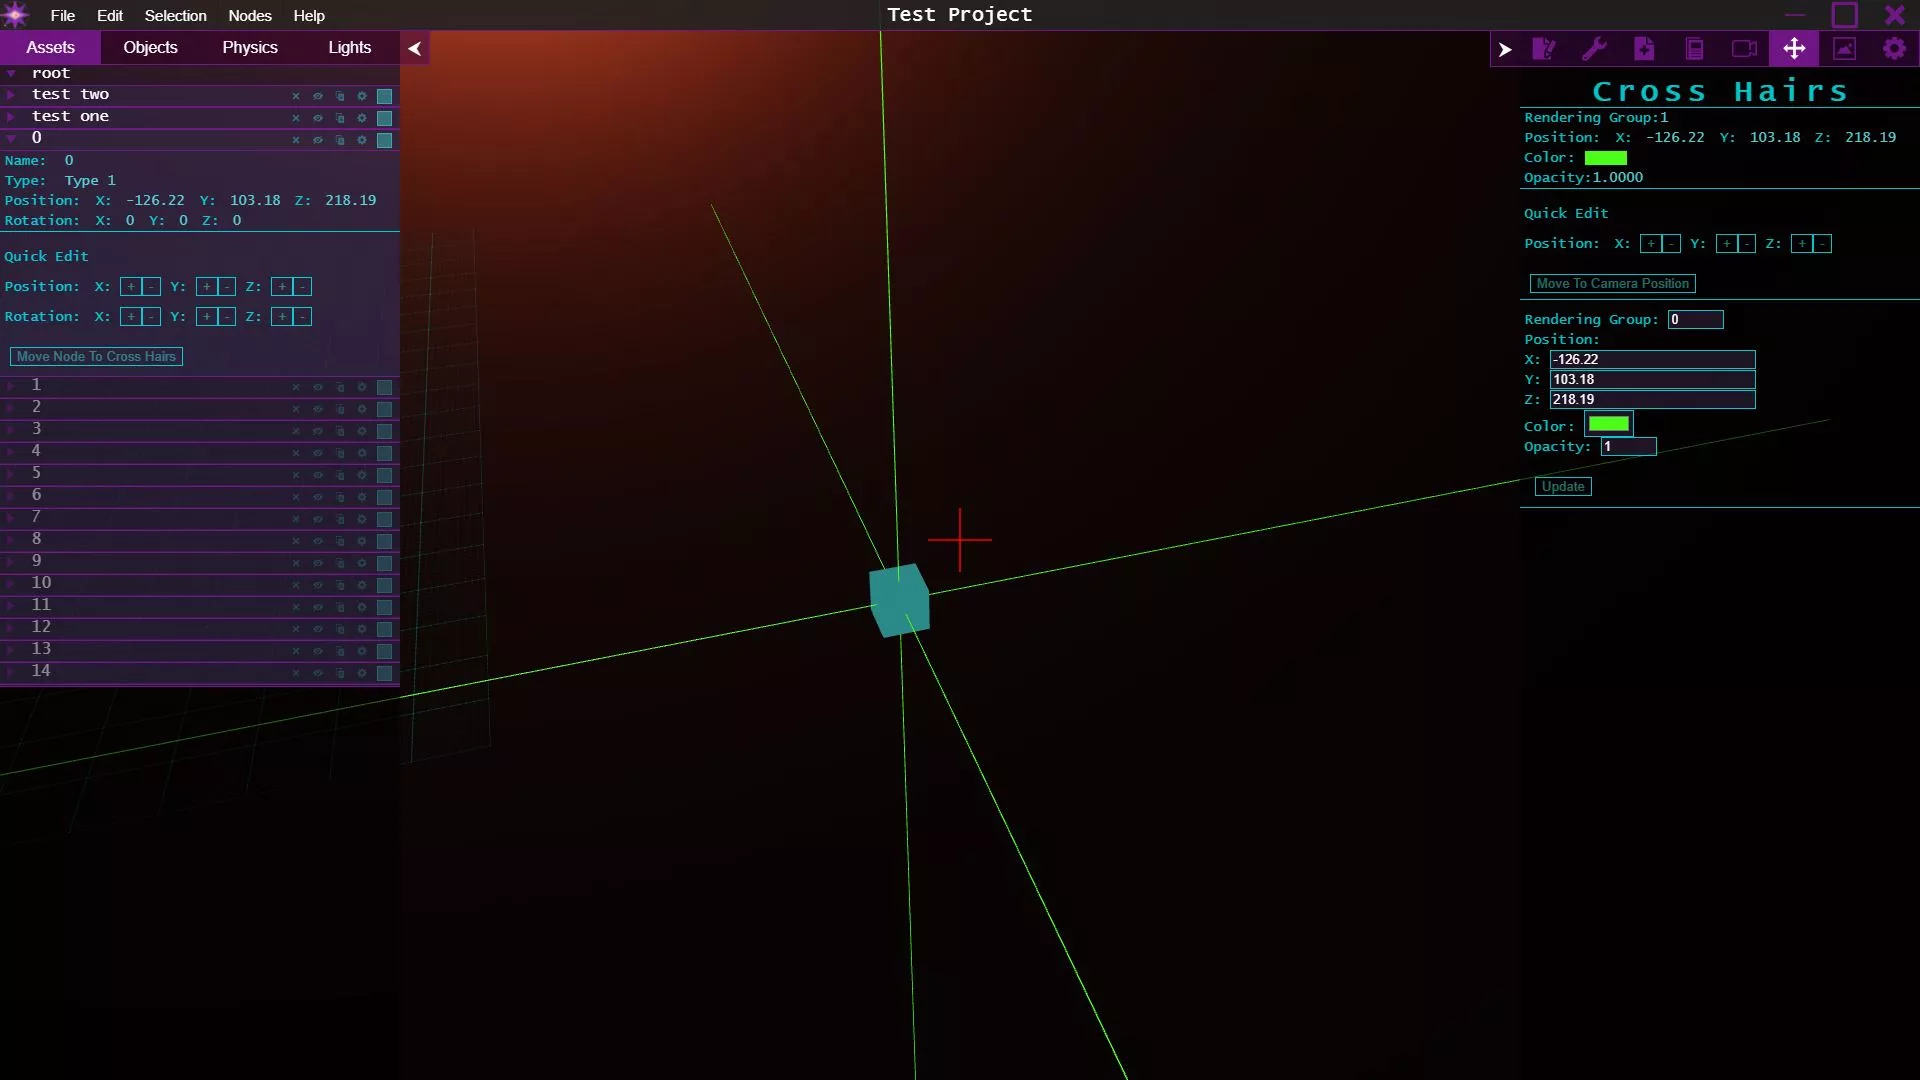 File Edit Selection Nodes Help
Test Project
Assets Objects Physics Lights
root
test two
test one
0
Name: 0
Type: Type 1
Position: X: -126.22 Y: 103.18 Z: 218.19
Rotation: X: 0 Y: 0 Z: 0
Quick Edit
Position: X: + - Y: + - Z: + -
Rotation: X: + - Y: + - Z: + -
Move Node To Cross Hairs
1
2
3
4
5
6
7
8
9
10
11
12
13
14
Cross Hairs
Rendering Group:1
Position: X: -126.22 Y: 103.18 Z: 218.19
Color:
Opacity:1.0000
Quick Edit
Position: X: + - Y: + - Z: + -
Move To Camera Position
Rendering Group: 0
Position:
X: -126.22
Y: 103.18
Z: 218.19
Color:
Opacity: 1
Update